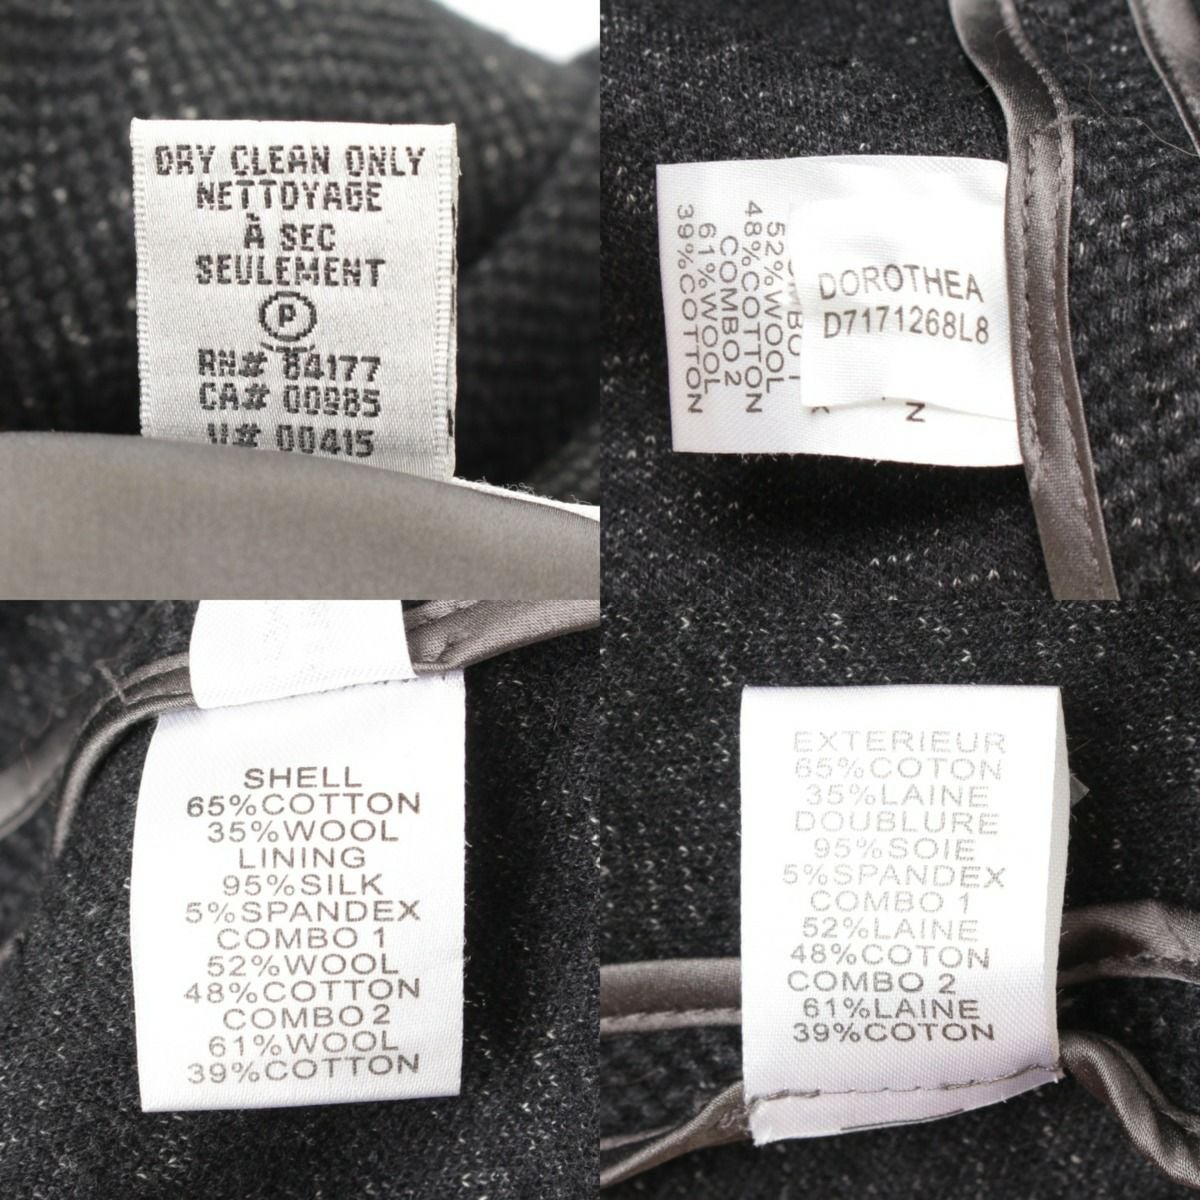 DRY CLEAN ONLY
NETTOYAGE
À SEC
SEULEMENT
P
RN# 84177
CA# 00985
V# 00415
DOROTHEA
D7171268L8
52%WOOL
48%COTTON
COMBO 2
61%WOOL
39%COTTON
SHELL
65%COTTON
35%WOOL
LINING
95%SILK
5%SPANDEX
COMBO 1
52%WOOL
48%COTTON
COMBO 2
61%WOOL
39%COTTON
EXTERIEUR
65%COTON
35%LAINE
DOUBLURE
95%SOIE
5%SPANDEX
COMBO 1
52%LAINE
48%COTON
COMBO 2
61%LAINE
39%COTON